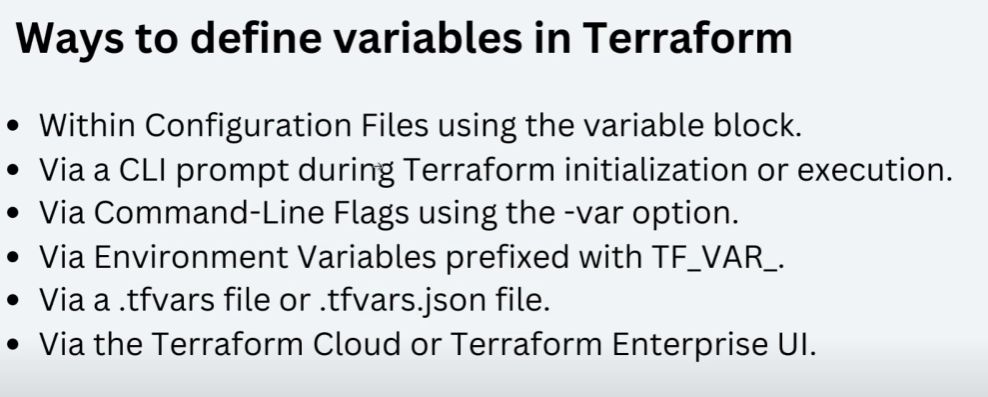 Ways to define variables in Terraform
• Within Configuration Files using the variable block.
• Via a CLI prompt during Terraform initialization or execution.
• Via Command-Line Flags using the -var option.
• Via Environment Variables prefixed with TF_VAR_.
• Via a .tfvars file or .tfvars.json file.
• Via the Terraform Cloud or Terraform Enterprise UI.